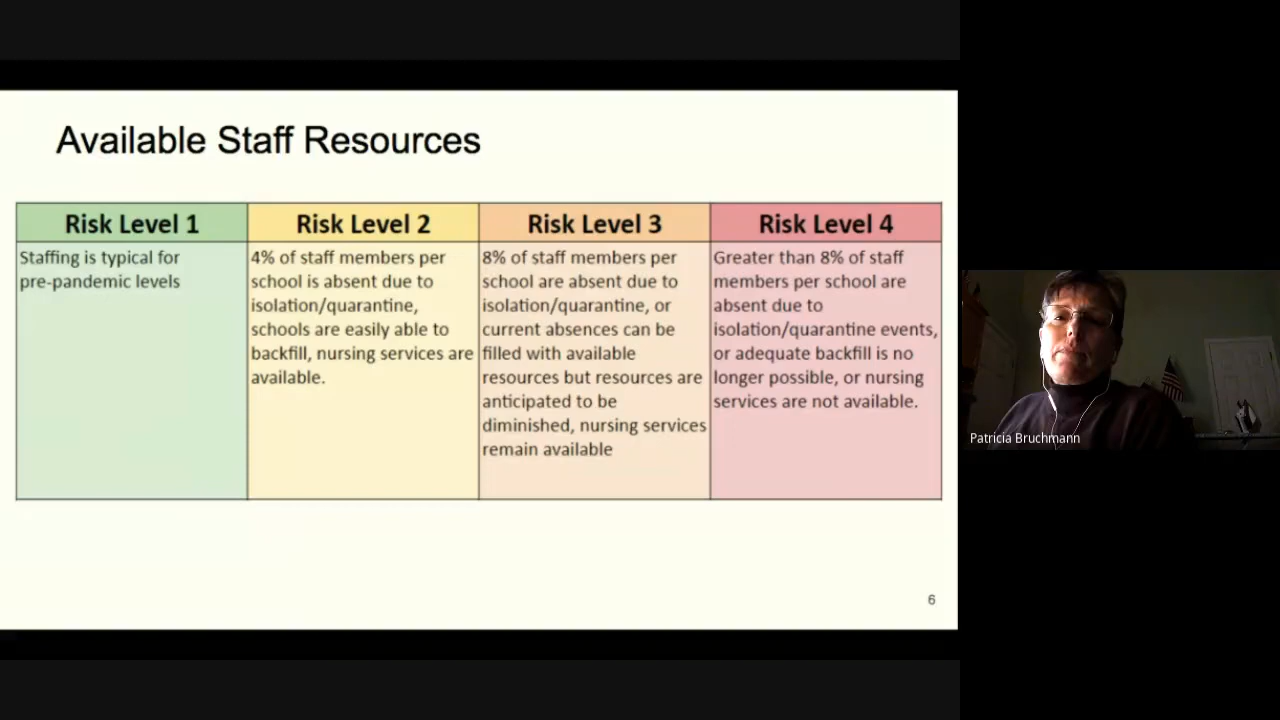 Available Staff Resources
Risk Level 1
Risk Level 2
Risk Level 3
Risk Level 4
Staffing is typical for
pre-pandemic levels
4% of staff members per
school is absent due to
isolation/quarantine,
schools are easily able to
backfill, nursing services are
available.
8% of staff members per
school are absent due to
isolation/quarantine, or
current absences can be
filled with available
resources but resources are
anticipated to be
diminished, nursing services
remain available
Greater than 8% of staff
members per school are
absent due to
isolation/quarantine events,
or adequate backfill is no
longer possible, or nursing
services are not available.
6
Patricia Bruchmann